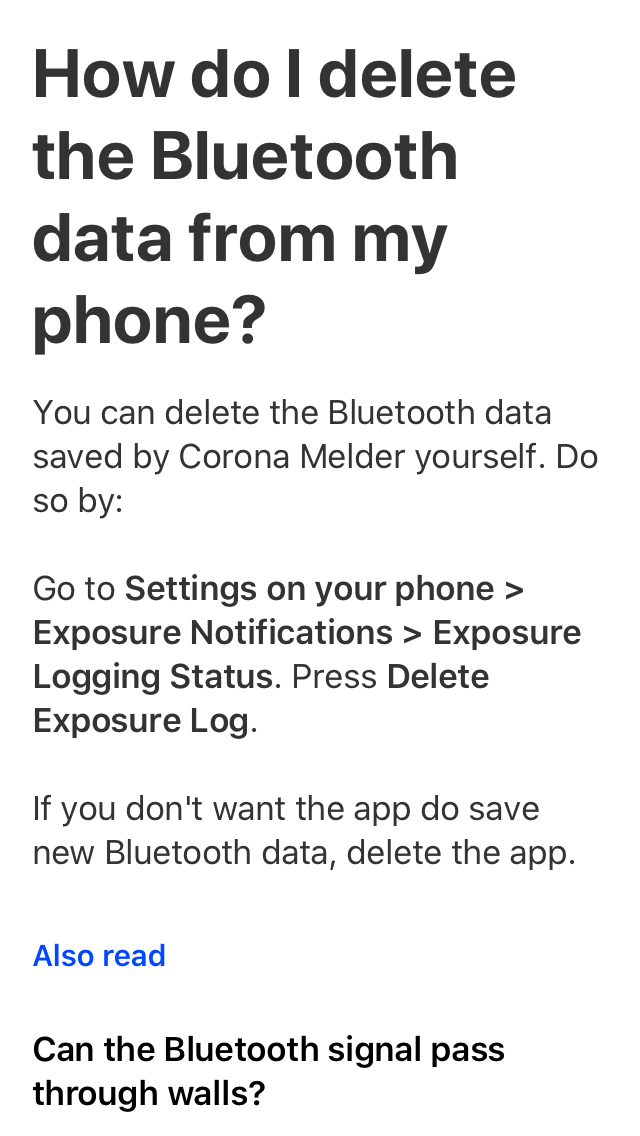 How do I delete
the Bluetooth
data from my
phone?
You can delete the Bluetooth data
saved by Corona Melder yourself. Do
so by:
Go to Settings on your phone >
Exposure Notifications > Exposure
Logging Status. Press Delete
Exposure Log.
If you don't want the app do save
new Bluetooth data, delete the app.
Also read
Can the Bluetooth signal pass
through walls?